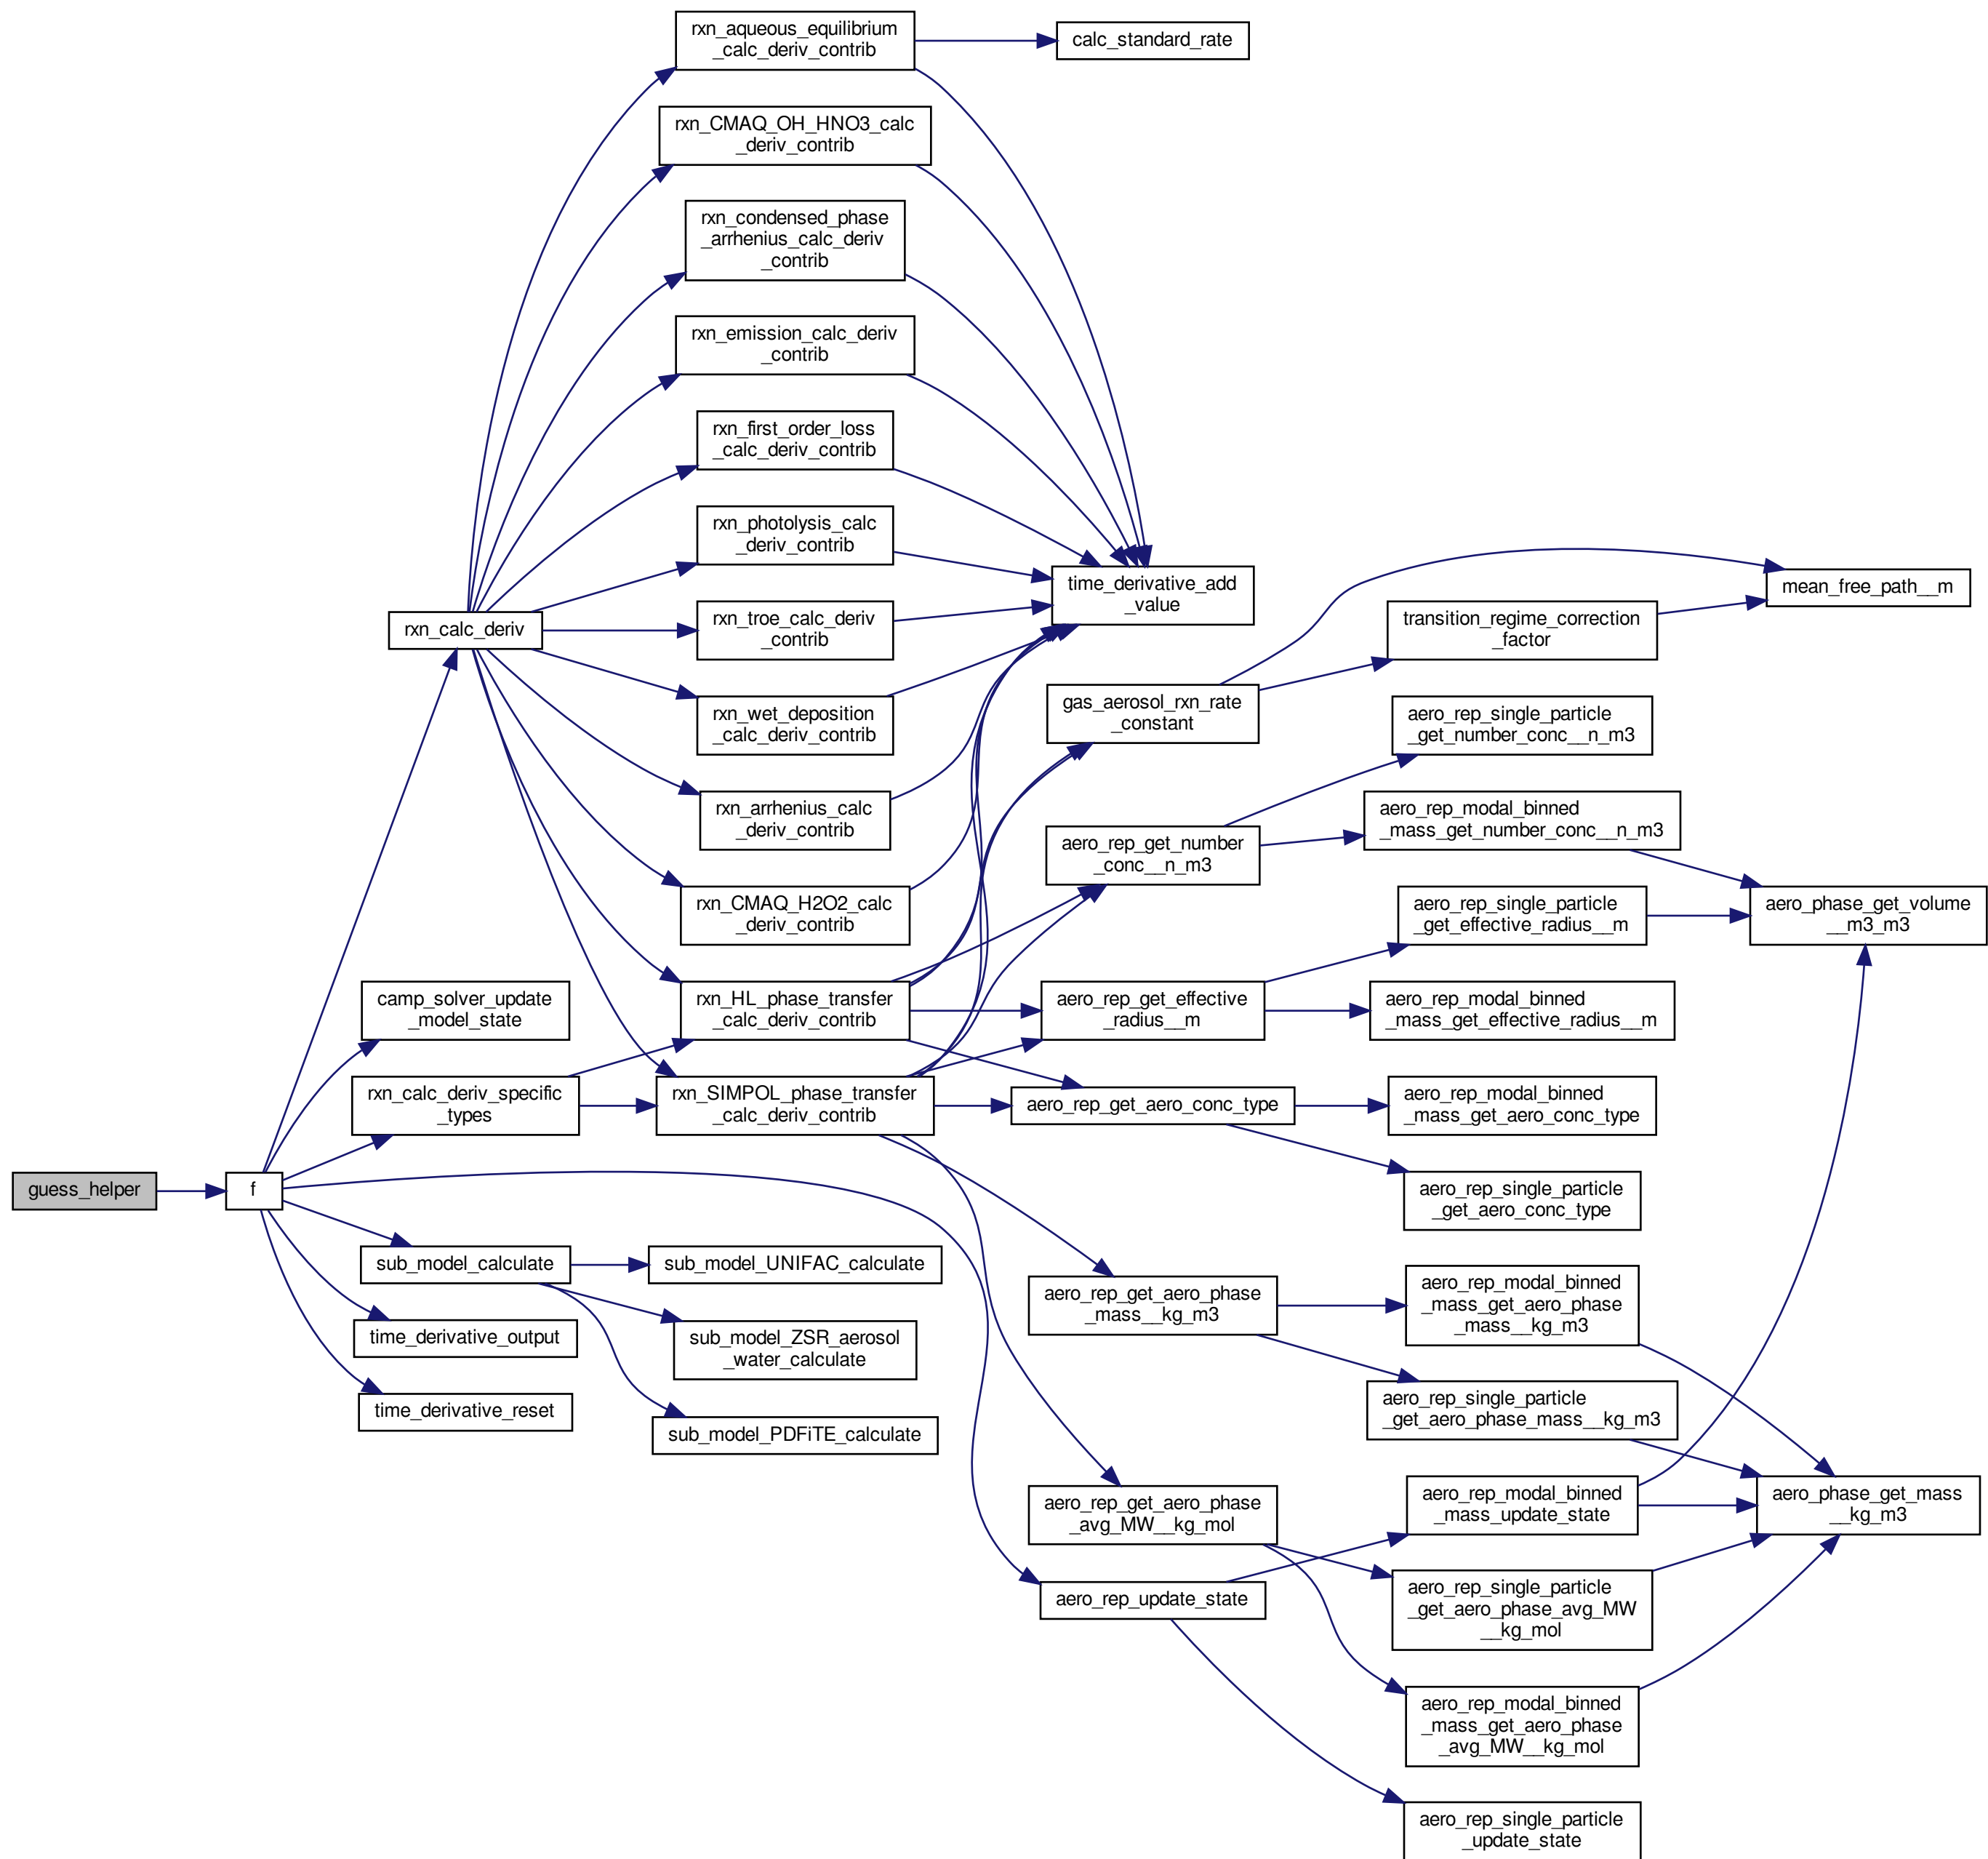 rxn_aqueous_equilibrium
_calc_deriv_contrib
calc_standard_rate
rxn_CMAQ_OH_HNO3_calc
_deriv_contrib
rxn_condensed_phase
_arrhenius_calc_deriv
_contrib
rxn_emission_calc_deriv
_contrib
rxn_first_order_loss
_calc_deriv_contrib
rxn_photolysis_calc
_deriv_contrib
time_derivative_add
_value
mean_free_path__m
rxn_calc_deriv
rxn_troe_calc_deriv
_contrib
transition_regime_correction
_factor
rxn_wet_deposition
_calc_deriv_contrib
gas_aerosol_rxn_rate
_constant
aero_rep_single_particle
_get_number_conc__n_m3
rxn_arrhenius_calc
_deriv_contrib
aero_rep_get_number
_conc__n_m3
aero_rep_modal_binned
_mass_get_number_conc__n_m3
rxn_CMAQ_H2O2_calc
_deriv_contrib
aero_rep_single_particle
_get_effective_radius__m
aero_phase_get_volume
__m3_m3
camp_solver_update
_model_state
rxn_HL_phase_transfer
_calc_deriv_contrib
aero_rep_get_effective
_radius__m
aero_rep_modal_binned
_mass_get_effective_radius__m
rxn_calc_deriv_specific
_types
rxn_SIMPOL_phase_transfer
_calc_deriv_contrib
aero_rep_get_aero_conc_type
aero_rep_modal_binned
_mass_get_aero_conc_type
guess_helper
f
aero_rep_single_particle
_get_aero_conc_type
sub_model_calculate
sub_model_UNIFAC_calculate
aero_rep_get_aero_phase
_mass__kg_m3
aero_rep_modal_binned
_mass_get_aero_phase
_mass__kg_m3
time_derivative_output
sub_model_ZSR_aerosol
_water_calculate
time_derivative_reset
sub_model_PDFiTE_calculate
aero_rep_single_particle
_get_aero_phase_mass__kg_m3
aero_rep_get_aero_phase
_avg_MW__kg_mol
aero_rep_modal_binned
_mass_update_state
aero_phase_get_mass
__kg_m3
aero_rep_update_state
aero_rep_single_particle
_get_aero_phase_avg_MW
__kg_mol
aero_rep_modal_binned
_mass_get_aero_phase
_avg_MW__kg_mol
aero_rep_single_particle
_update_state